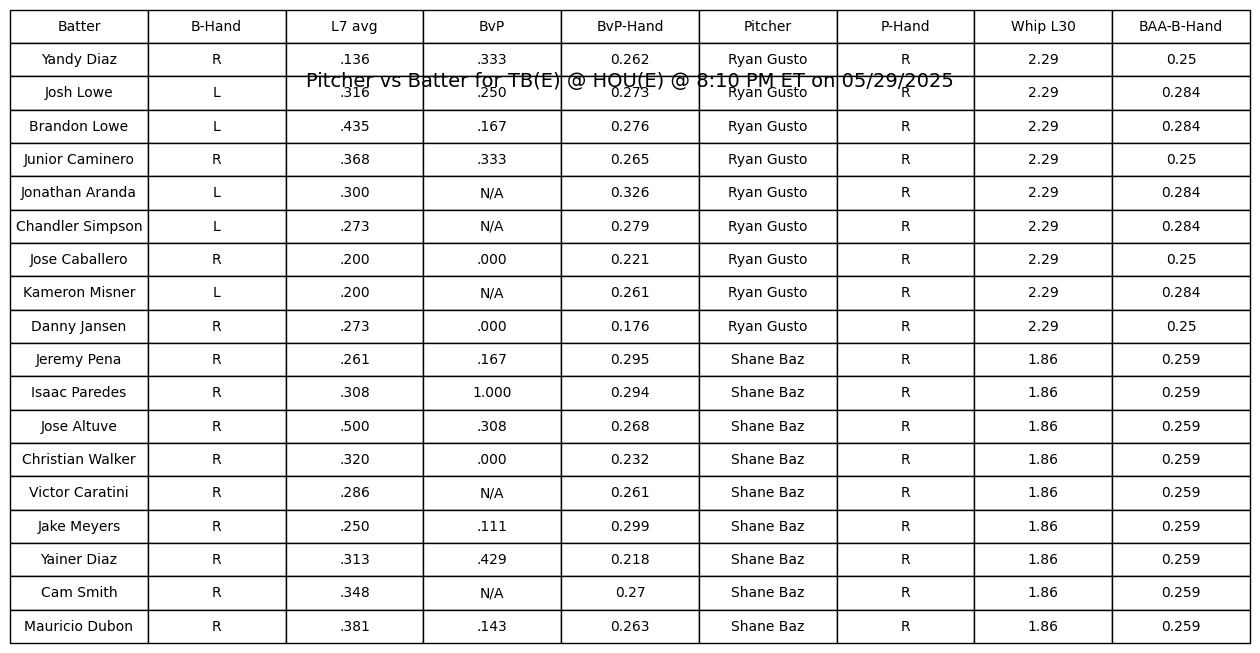 Batter B-Hand L7 avg BvP BvP-Hand Pitcher P-Hand Whip L30 BAA-B-Hand
Yandy Diaz R .136 .333 0.262 Ryan Gusto R 2.29 0.25
Pitcher vs Batter for TB(E) @ HOU(E) @ 8:10 PM ET on 05/29/2025
Josh Lowe L .316 .250 0.273 Ryan Gusto R 2.29 0.284
Brandon Lowe L .435 .167 0.276 Ryan Gusto R 2.29 0.284
Junior Caminero R .368 .333 0.265 Ryan Gusto R 2.29 0.25
Jonathan Aranda L .300 N/A 0.326 Ryan Gusto R 2.29 0.284
Chandler Simpson L .273 N/A 0.279 Ryan Gusto R 2.29 0.284
Jose Caballero R .200 .000 0.221 Ryan Gusto R 2.29 0.25
Kameron Misner L .200 N/A 0.261 Ryan Gusto R 2.29 0.284
Danny Jansen R .273 .000 0.176 Ryan Gusto R 2.29 0.25
Jeremy Pena R .261 .167 0.295 Shane Baz R 1.86 0.259
Isaac Paredes R .308 1.000 0.294 Shane Baz R 1.86 0.259
Jose Altuve R .500 .308 0.268 Shane Baz R 1.86 0.259
Christian Walker R .320 .000 0.232 Shane Baz R 1.86 0.259
Victor Caratini R .286 N/A 0.261 Shane Baz R 1.86 0.259
Jake Meyers R .250 .111 0.299 Shane Baz R 1.86 0.259
Yainer Diaz R .313 .429 0.218 Shane Baz R 1.86 0.259
Cam Smith R .348 N/A 0.27 Shane Baz R 1.86 0.259
Mauricio Dubon R .381 .143 0.263 Shane Baz R 1.86 0.259